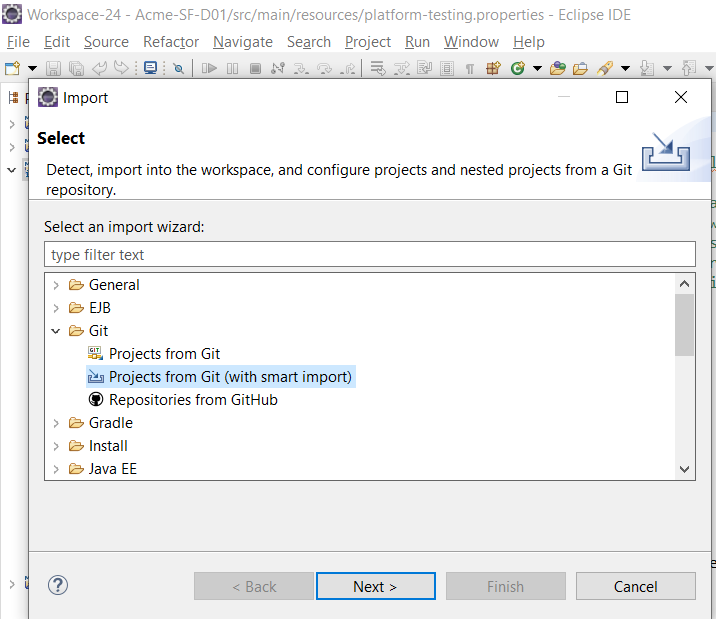 Workspace-24 - Acme-SF-D01/src/main/resources/platform-testing.properties - Eclipse IDE
File Edit Source Refactor Navigate Search Project Run Window Help
Import
Select
Detect, import into the workspace, and configure projects and nested projects from a Git
repository.
Select an import wizard:
type filter text
General
EJB
Git
GIT
Projects from Git
Projects from Git (with smart import)
Repositories from GitHub
Gradle
Install
Java EE
? < Back Next > Finish Cancel